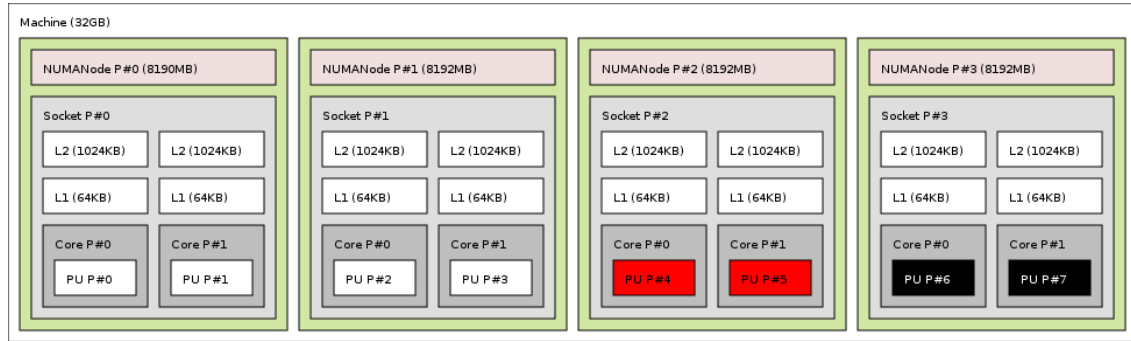 Machine (32GB)
NUMANode P#0 (8190MB)
Socket P#0
L2 (1024KB) L2 (1024KB)
L1 (64KB) L1 (64KB)
Core P#0 Core P#1
PU P#0 PU P#1
NUMANode P#1 (8192MB)
Socket P#1
L2 (1024KB) L2 (1024KB)
L1 (64KB) L1 (64KB)
Core P#0 Core P#1
PU P#2 PU P#3
NUMANode P#2 (8192MB)
Socket P#2
L2 (1024KB) L2 (1024KB)
L1 (64KB) L1 (64KB)
Core P#0 Core P#1
PU P#4 PU P#5
NUMANode P#3 (8192MB)
Socket P#3
L2 (1024KB) L2 (1024KB)
L1 (64KB) L1 (64KB)
Core P#0 Core P#1
PU P#6 PU P#7